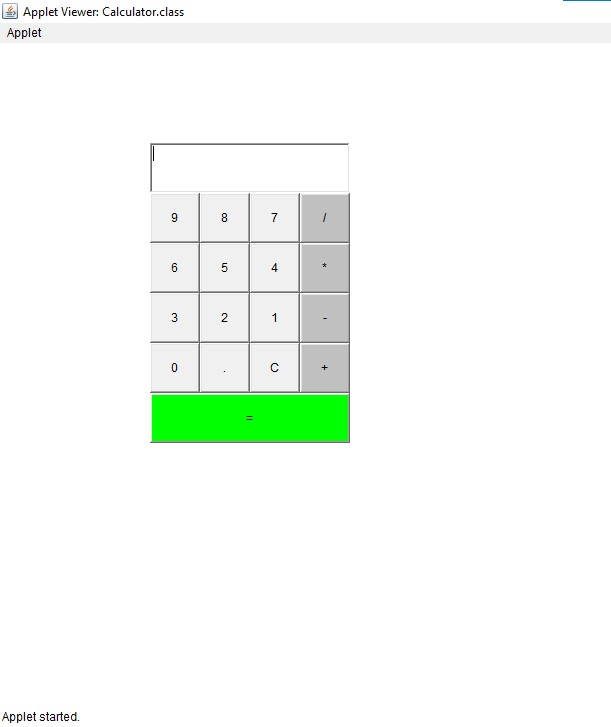 Applet Viewer: Calculator.class
Applet
9 8 7 /
6 5 4 *
3 2 1 -
0 . C +
=
Applet started.